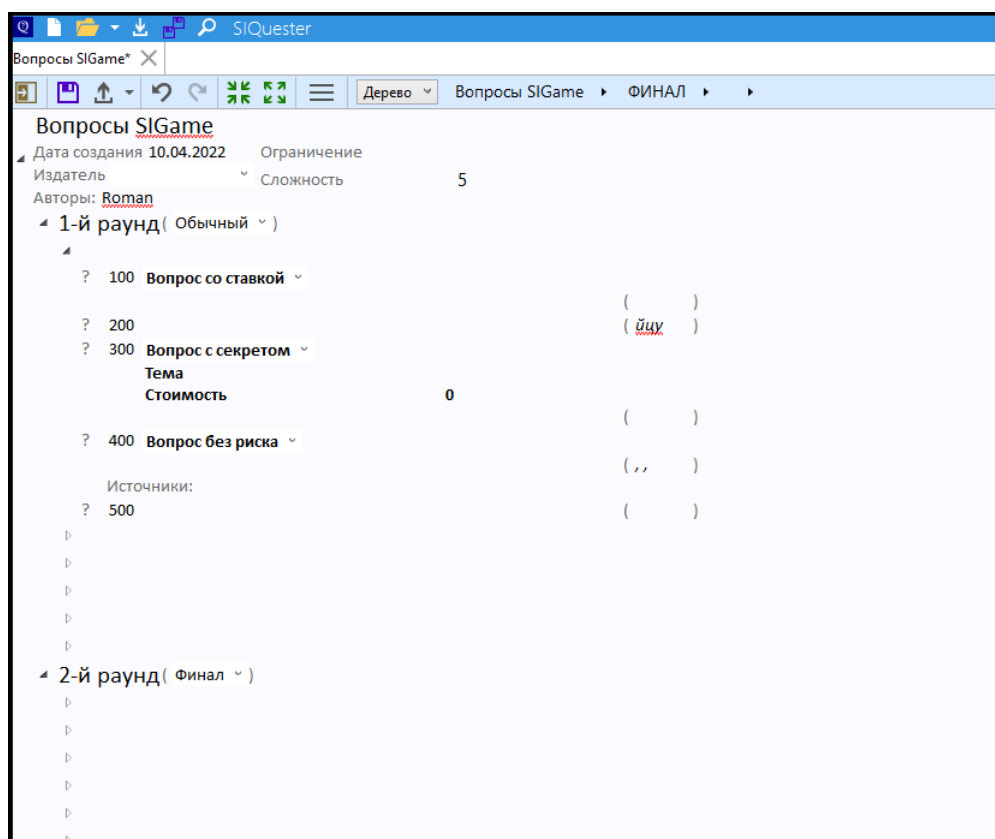 SIQuester
Вопросы SIGame*
Дерево Вопросы SIGame ФИНАЛ
Вопросы SIGame
Дата создания 10.04.2022 Ограничение
Издатель Сложность 5
Авторы: Roman
1-й раунд ( Обычный )
? 100 Вопрос со ставкой
( )
? 200 ( йцу )
? 300 Вопрос с секретом
Тема
Стоимость 0
( )
? 400 Вопрос без риска
( , , )
Источники:
? 500 ( )
2-й раунд ( Финал )